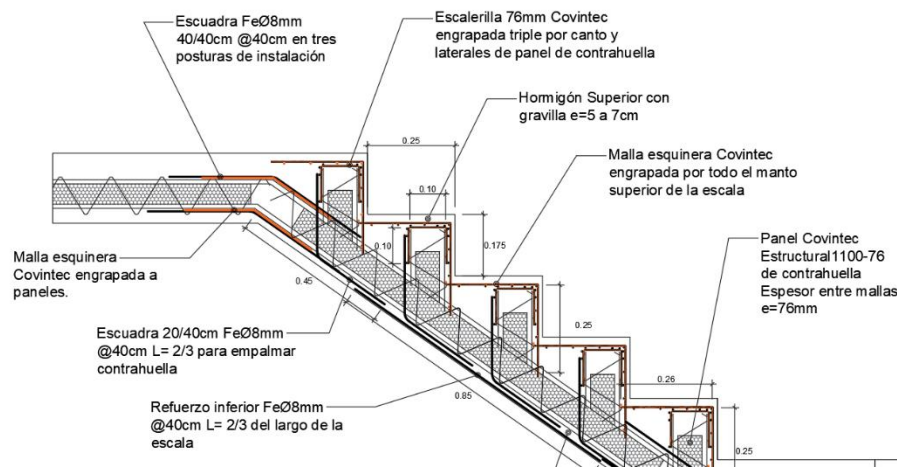 Escuadra FeØ8mm
40/40cm @40cm en tres
posturas de instalación
Escalerilla 76mm Covintec
engrapada triple por canto y
laterales de panel de contrahuella
Hormigón Superior con
gravilla e=5 a 7cm
Malla esquinera Covintec
engrapada por todo el manto
superior de la escala
Panel Covintec
Estructural1100-76
de contrahuella
Espesor entre mallas
e=76mm
Malla esquinera
Covintec engrapada a
paneles.
Escuadra 20/40cm FeØ8mm
@40cm L= 2/3 para empalmar
contrahuella
Refuerzo inferior FeØ8mm
@40cm L= 2/3 del largo de la
escala
0.25
0.10
0.10
0.175
0.45
0.25
0.85
0.26
0.25